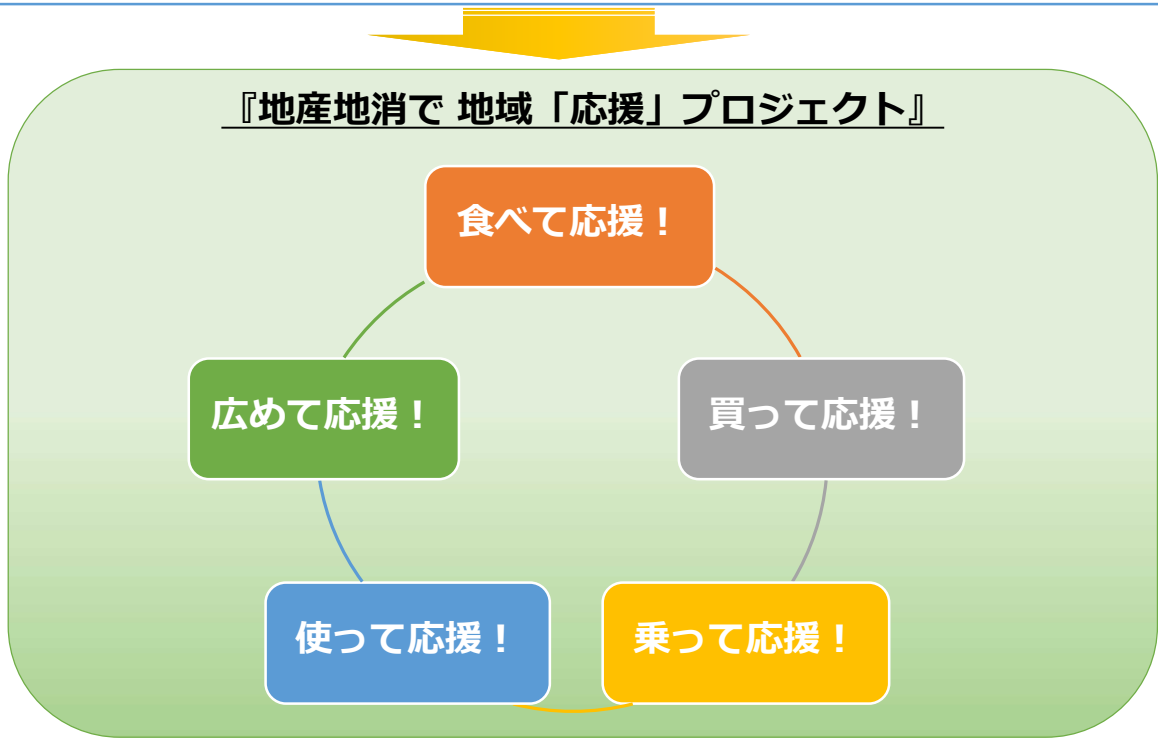 『地産地消で 地域「応援」プロジェクト』
食べて応援！
買って応援！
乗って応援！
使って応援！
広めて応援！